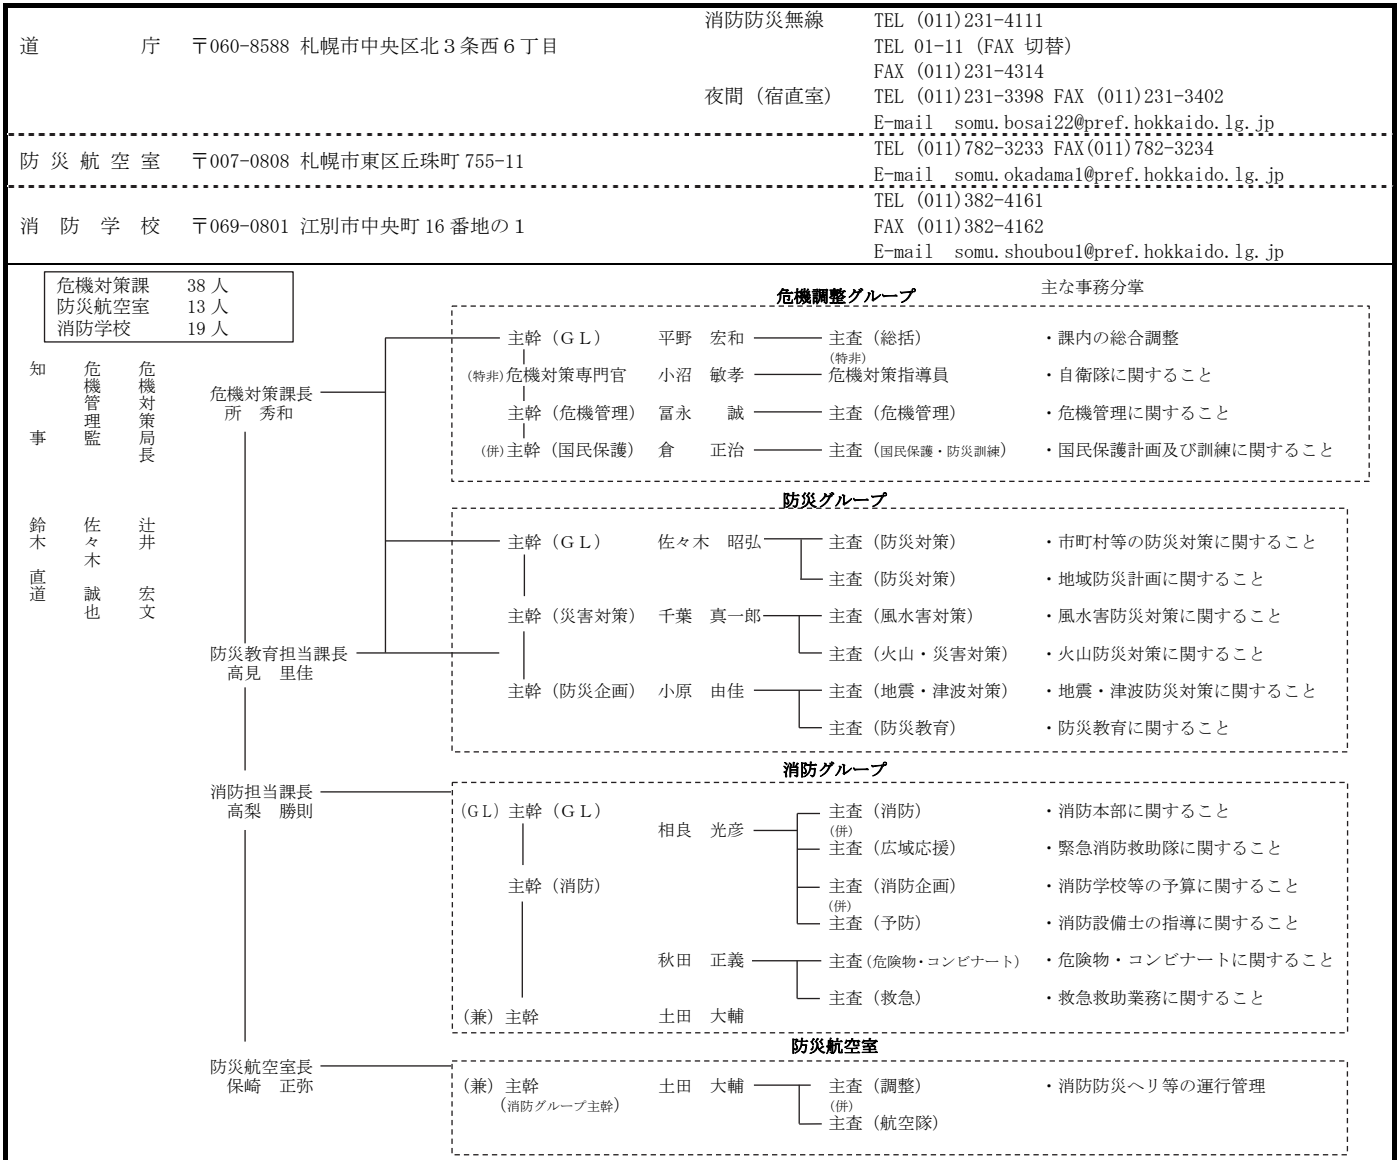 消防防災無線 TEL (011)231-4111
道庁 〒060-8588 札幌市中央区北３条西６丁目 TEL 01-11 (FAX 切替)
FAX (011)231-4314
夜間（宿直室） TEL (011)231-3398 FAX (011)231-3402
E-mail somu.bosai22@pref.hokkaido.lg.jp
防災航空室 〒007-0808 札幌市東区丘珠町 755-11 TEL (011)782-3233 FAX(011)782-3234
E-mail somu.okadama1@pref.hokkaido.lg.jp
TEL (011)382-4161
消防学校 〒069-0801 江別市中央町 16 番地の１ FAX (011)382-4162
E-mail somu.shoubou1@pref.hokkaido.lg.jp
危機対策課 38 人
防災航空室 13 人
消防学校 19 人
知事 鈴木 直道
危機管理監 佐々木 誠也
危機対策局長 辻井 宏文
危機対策課長
所 秀和
防災教育担当課長
高見 里佳
消防担当課長
高梨 勝則
防災航空室長
保崎 正弥
主な事務分掌
危機調整グループ
主幹（ＧＬ） 平野 宏和 主査（総括） ・課内の総合調整
(特非)
(特非)危機対策専門官 小沼 敏孝 危機対策指導員 ・自衛隊に関すること
主幹（危機管理） 冨永 誠 主査（危機管理） ・危機管理に関すること
(併)主幹（国民保護） 倉 正治 主査（国民保護・防災訓練） ・国民保護計画及び訓練に関すること
防災グループ
主幹（ＧＬ） 佐々木 昭弘 主査（防災対策） ・市町村等の防災対策に関すること
主査（防災対策） ・地域防災計画に関すること
主幹（災害対策） 千葉 真一郎 主査（風水害対策） ・風水害防災対策に関すること
主査（火山・災害対策） ・火山防災対策に関すること
主幹（防災企画） 小原 由佳 主査（地震・津波対策） ・地震・津波防災対策に関すること
主査（防災教育） ・防災教育に関すること
消防グループ
(GL) 主幹（ＧＬ） 主査（消防） ・消防本部に関すること
相良 光彦 (併)
主査（広域応援） ・緊急消防救助隊に関すること
主幹（消防） 主査（消防企画） ・消防学校等の予算に関すること
(併)
主査（予防） ・消防設備士の指導に関すること
秋田 正義 主査（危険物・コンビナート） ・危険物・コンビナートに関すること
主査（救急） ・救急救助業務に関すること
（兼）主幹 土田 大輔
防災航空室
（兼）主幹 土田 大輔 主査（調整） ・消防防災ヘリ等の運行管理
(消防グループ主幹) (併)
主査（航空隊）